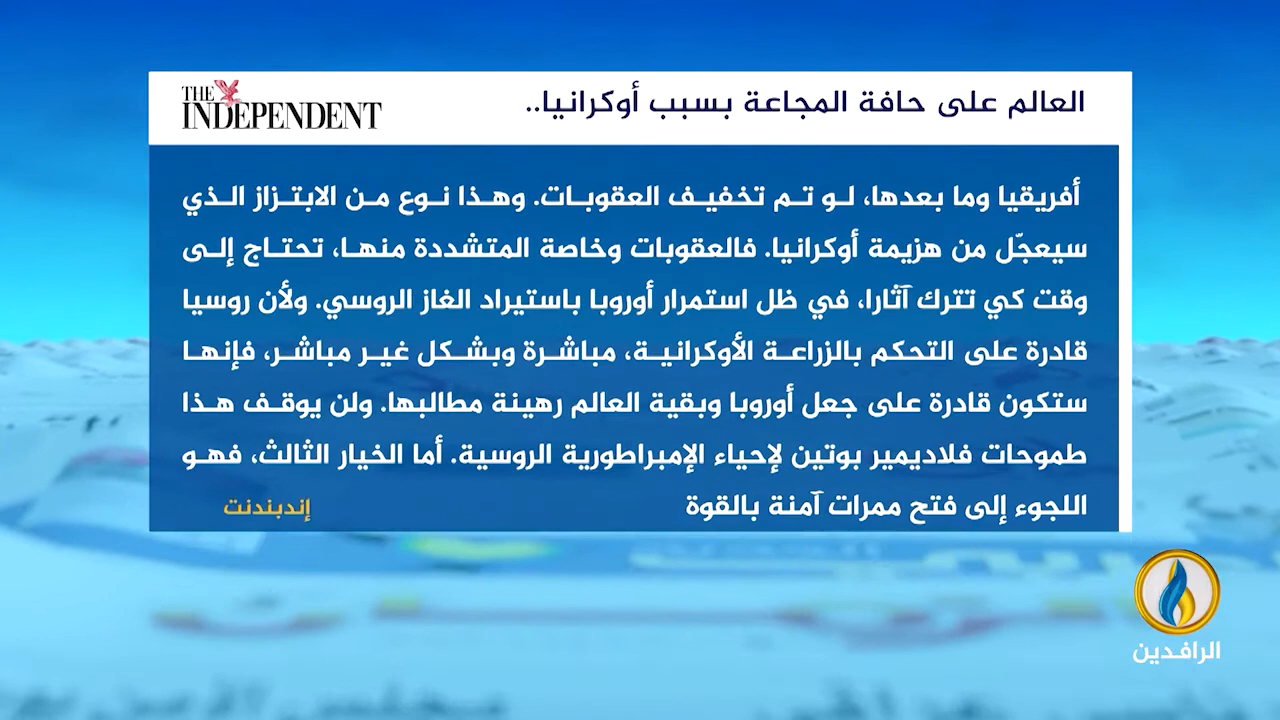 العالم على حافة المجاعة بسبب أوكرانيا..
THE
INDEPENDENT
أفريقيا وما بعدها، لو تم تخفيف العقوبات. وهذا نوع من الابتزاز الذي
سيعجّل من هزيمة أوكرانيا. فالعقوبات وخاصة المتشددة منها، تحتاج إلى
وقت كي تترك آثارا، في ظل استمرار أوروبا باستيراد الغاز الروسي. ولأن روسيا
قادرة على التحكم بالزراعة الأوكرانية، مباشرة وبشكل غير مباشر، فإنها
ستكون قادرة على جعل أوروبا وبقية العالم رهينة مطالبها. ولن يوقف هذا
طموحات فلاديمير بوتين لإحياء الإمبراطورية الروسية. أما الخيار الثالث، فهو
اللجوء إلى فتح ممرات آمنة بالقوة
إندبندنت
الرافدين